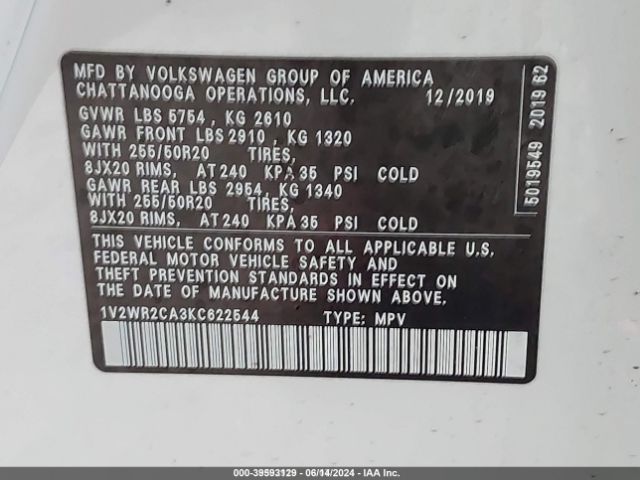 MFD BY VOLKSWAGEN GROUP OF AMERICA
CHATTANOOGA OPERATIONS, LLC. 12/2019
GVWR LBS 5754 , KG 2610
GAWR FRONT LBS 2910 , KG 1320
WITH 255/50R20 TIRES,
8JX20 RIMS, AT 240 KPA 35 PSI COLD
GAWR REAR LBS 2954, KG 1340
WITH 255/50R20 TIRES,
8JX20 RIMS, AT 240 KPA 35 PSI COLD
THIS VEHICLE CONFORMS TO ALL APPLICABLE U.S.
FEDERAL MOTOR VEHICLE SAFETY AND
THEFT PREVENTION STANDARDS IN EFFECT ON
THE DATE OF MANUFACTURE SHOWN ABOVE.
1V2WR2CA3KC622544 TYPE: MPV
5019549 2019 62
000-39593129 - 06/14/2024 - IAA Inc.